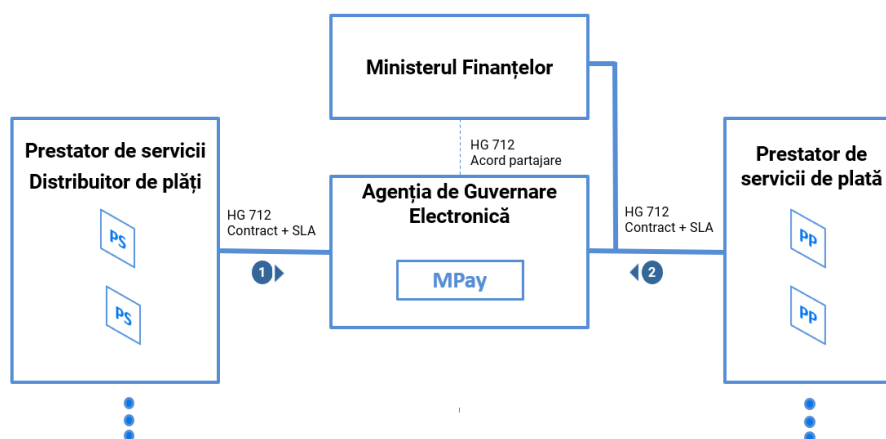 Ministerul Finanțelor
Prestator de servicii
Distribuitor de plăți
PS
PS
HG 712
Contract + SLA
1
HG 712
Acord partajare
Agenția de Guvernare
Electronică
MPay
HG 712
Contract + SLA
2
Prestator de
servicii de plată
PP
PP